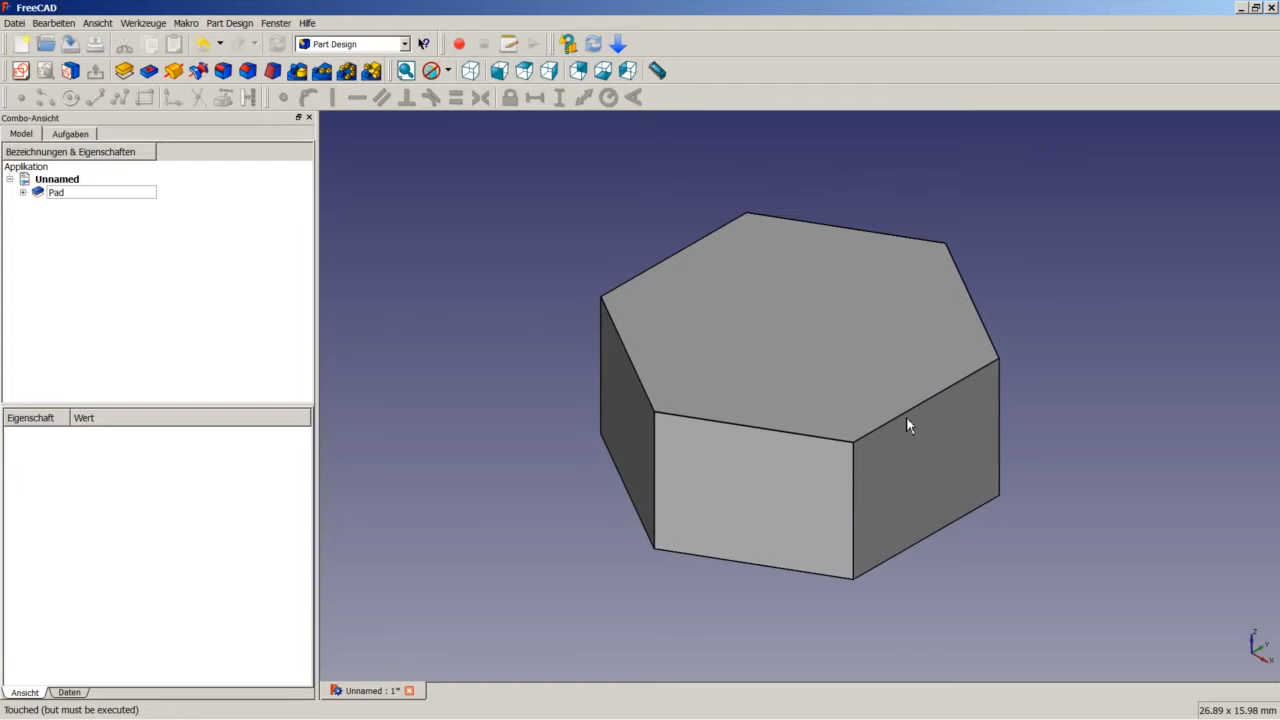 FreeCAD
Datei Bearbeiten Ansicht Werkzeuge Makro Part Design Fenster Hilfe
Part Design
Combo-Ansicht
Model Aufgaben
Bezeichnungen & Eigenschaften
Applikation
Unnamed
Pad
Eigenschaft Wert
Z
Y
X
Ansicht Daten
Unnamed : 1*
Touched (but must be executed)
26.89 x 15.98 mm